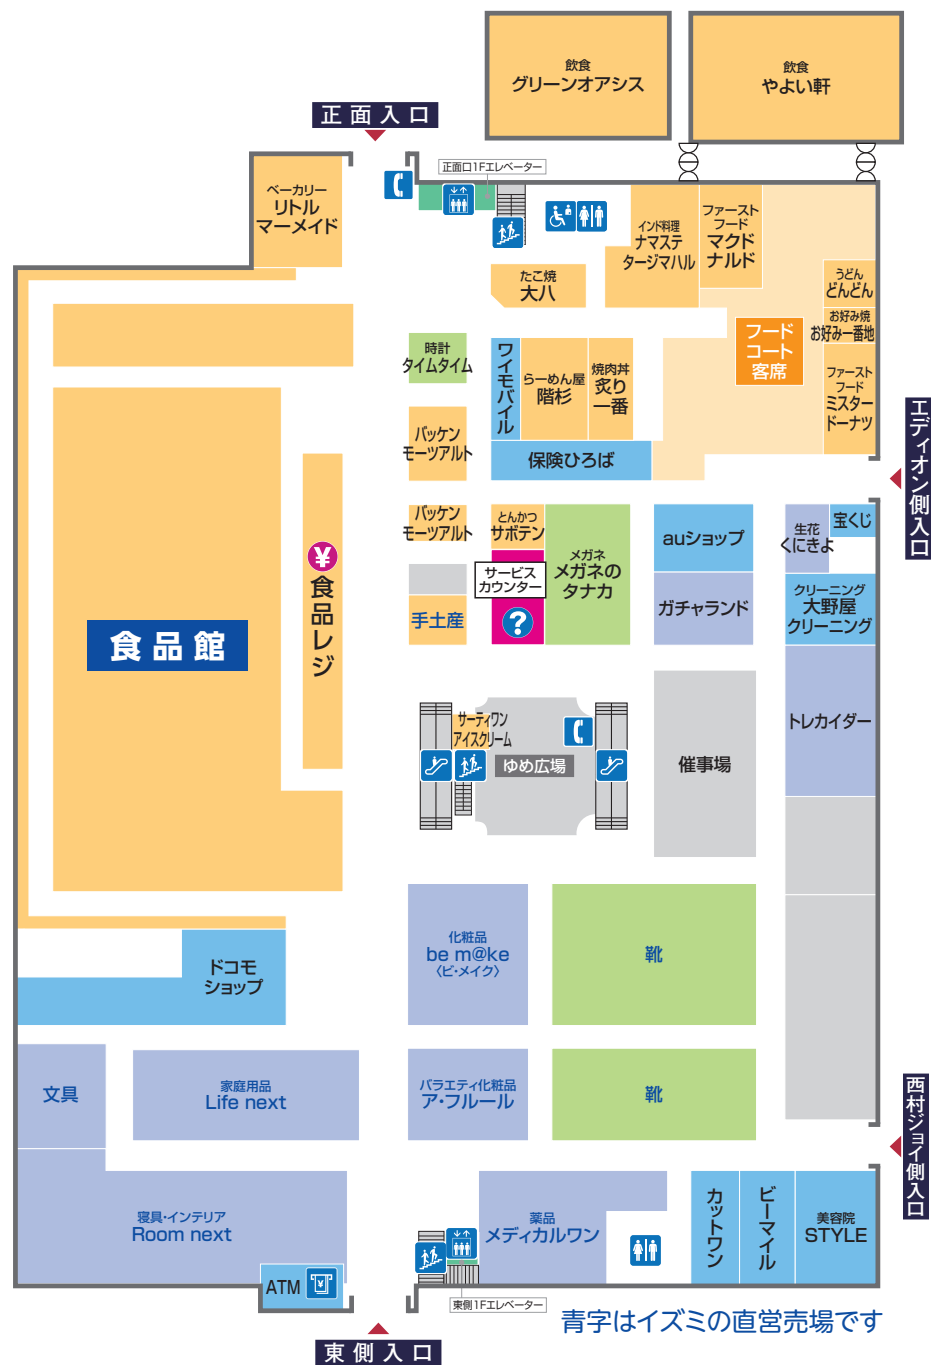 飲食
グリーンオアシス
飲食
やよい軒
正面入口
正面口1Fエレベーター
ベーカリー
リトル
マーメイド
インド料理
ナマステ
タージマハル
ファースト
フード
マクド
ナルド
たこ焼
大八
うどん
どんどん
お好み焼
お好み一番地
フード
コート
客席
ファースト
フード
ミスター
ドーナツ
時計
タイムタイム
ワイモバイル
らーめん屋
階杉
焼肉丼
炙り
一番
バッケン
モーツアルト
保険ひろば
エディオン側入口
バッケン
モーツアルト
とんかつ
サボテン
メガネ
メガネの
タナカ
auショップ
生花
くにきよ
宝くじ
¥
食品レジ
サービス
カウンター
?
手土産
ガチャランド
クリーニング
大野屋
クリーニング
食品館
トレカイダー
サーティワン
アイスクリーム
ゆめ広場
催事場
化粧品
be m@ke
〈ビ・メイク〉
靴
ドコモ
ショップ
文具
家庭用品
Life next
バラエティ化粧品
ア・フルール
靴
西村ジョイ側入口
寝具・インテリア
Room next
薬品
メディカルワン
カットワン
ビーマイル
美容院
STYLE
ATM
¥
東側1Fエレベーター
東側入口
青字はイズミの直営売場です